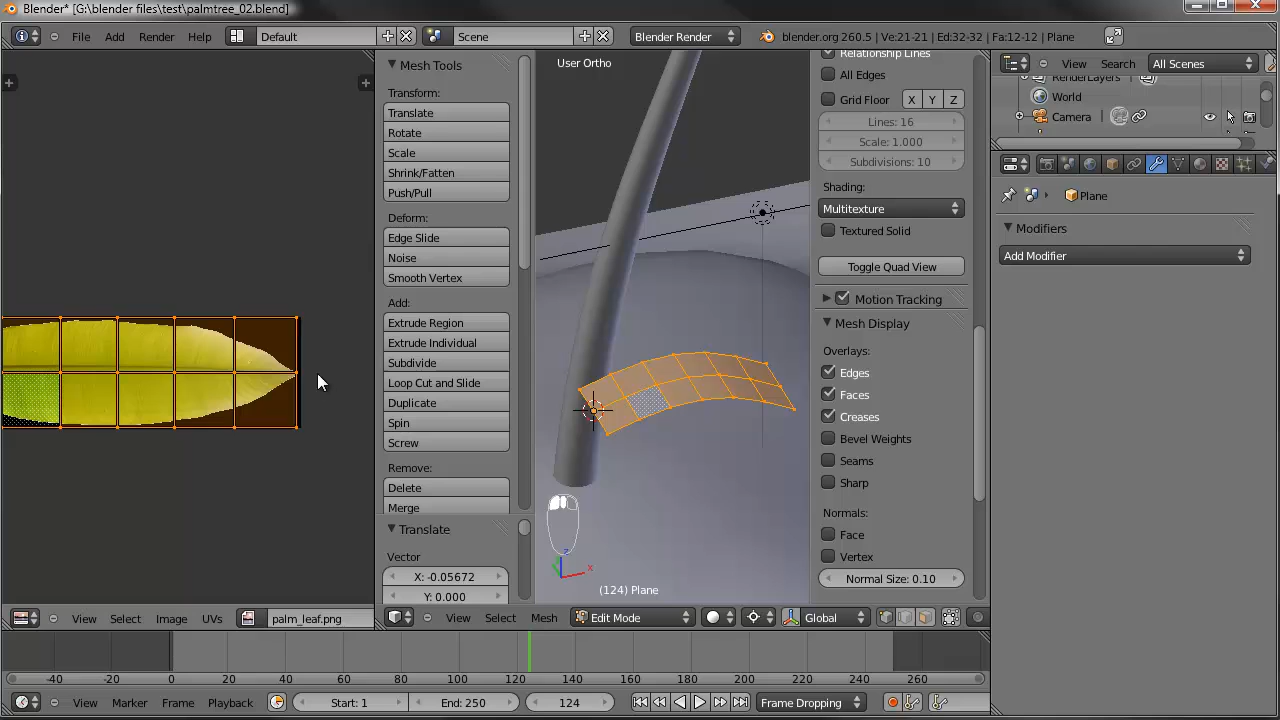 Blender* [G:\blender files\test\palmtree_02.blend]
File Add Render Help Default Scene Blender Render blender.org 260.5 | Ve:21-21 | Ed:32-32 | Fa:12-12 | Plane
Mesh Tools
Transform:
Translate
Rotate
Scale
Shrink/Fatten
Push/Pull
Deform:
Edge Slide
Noise
Smooth Vertex
Add:
Extrude Region
Extrude Individual
Subdivide
Loop Cut and Slide
Duplicate
Spin
Screw
Remove:
Delete
Merge
Translate
Vector
X: -0.05672
Y: 0.000
User Ortho
z
x
(124) Plane
Relationship Lines
All Edges
Grid Floor X Y Z
Lines: 16
Scale: 1.000
Subdivisions: 10
Shading:
Multitexture
Textured Solid
Toggle Quad View
Motion Tracking
Mesh Display
Overlays:
Edges
Faces
Creases
Bevel Weights
Seams
Sharp
Normals:
Face
Vertex
Normal Size: 0.10
View Search All Scenes
RenderLayers
World
Camera
Plane
Modifiers
Add Modifier
View Select Image UVs palm_leaf.png
View Select Mesh Edit Mode Global
-40 -20 0 20 40 60 80 100 120 140 160 180 200 220 240 260
View Marker Frame Playback Start: 1 End: 250 124 Frame Dropping